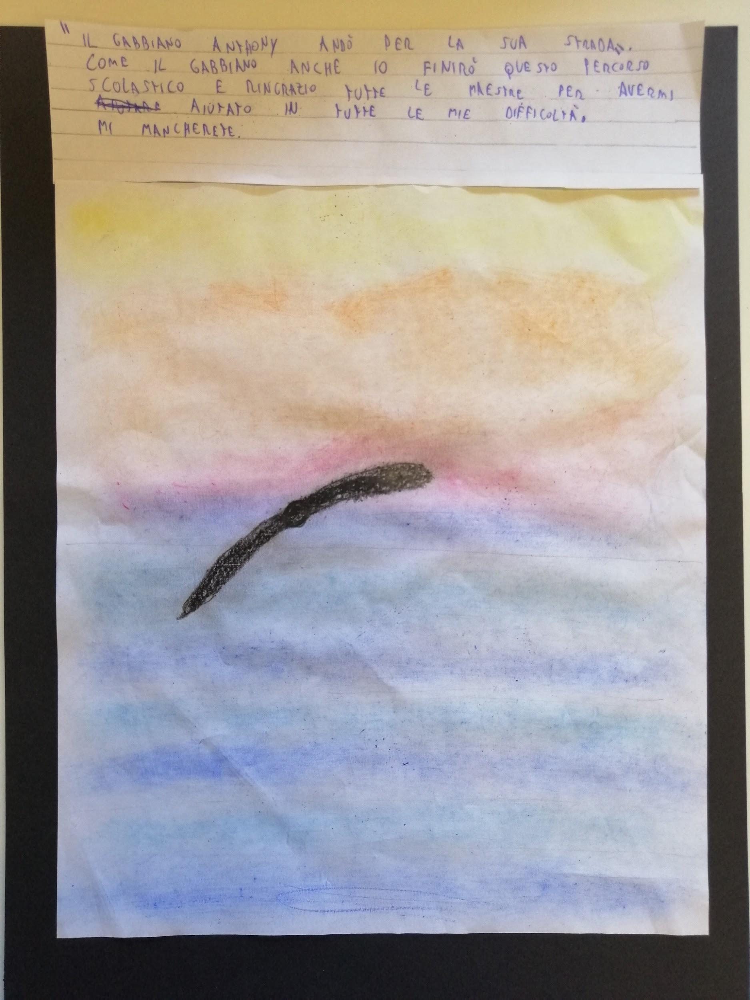 "
IL GABBIANO ANTHONY ANDÒ PER LA SUA STRADA.
COME IL GABBIANO ANCHE IO FINIRÒ QUESTO PERCORSO
SCOLASTICO E RINGRAZIO TUTTE LE MAESTRE PER AVERMI
AIUTATO IN TUTTE LE MIE DIFFICOLTÀ.
MI MANCHERETE.